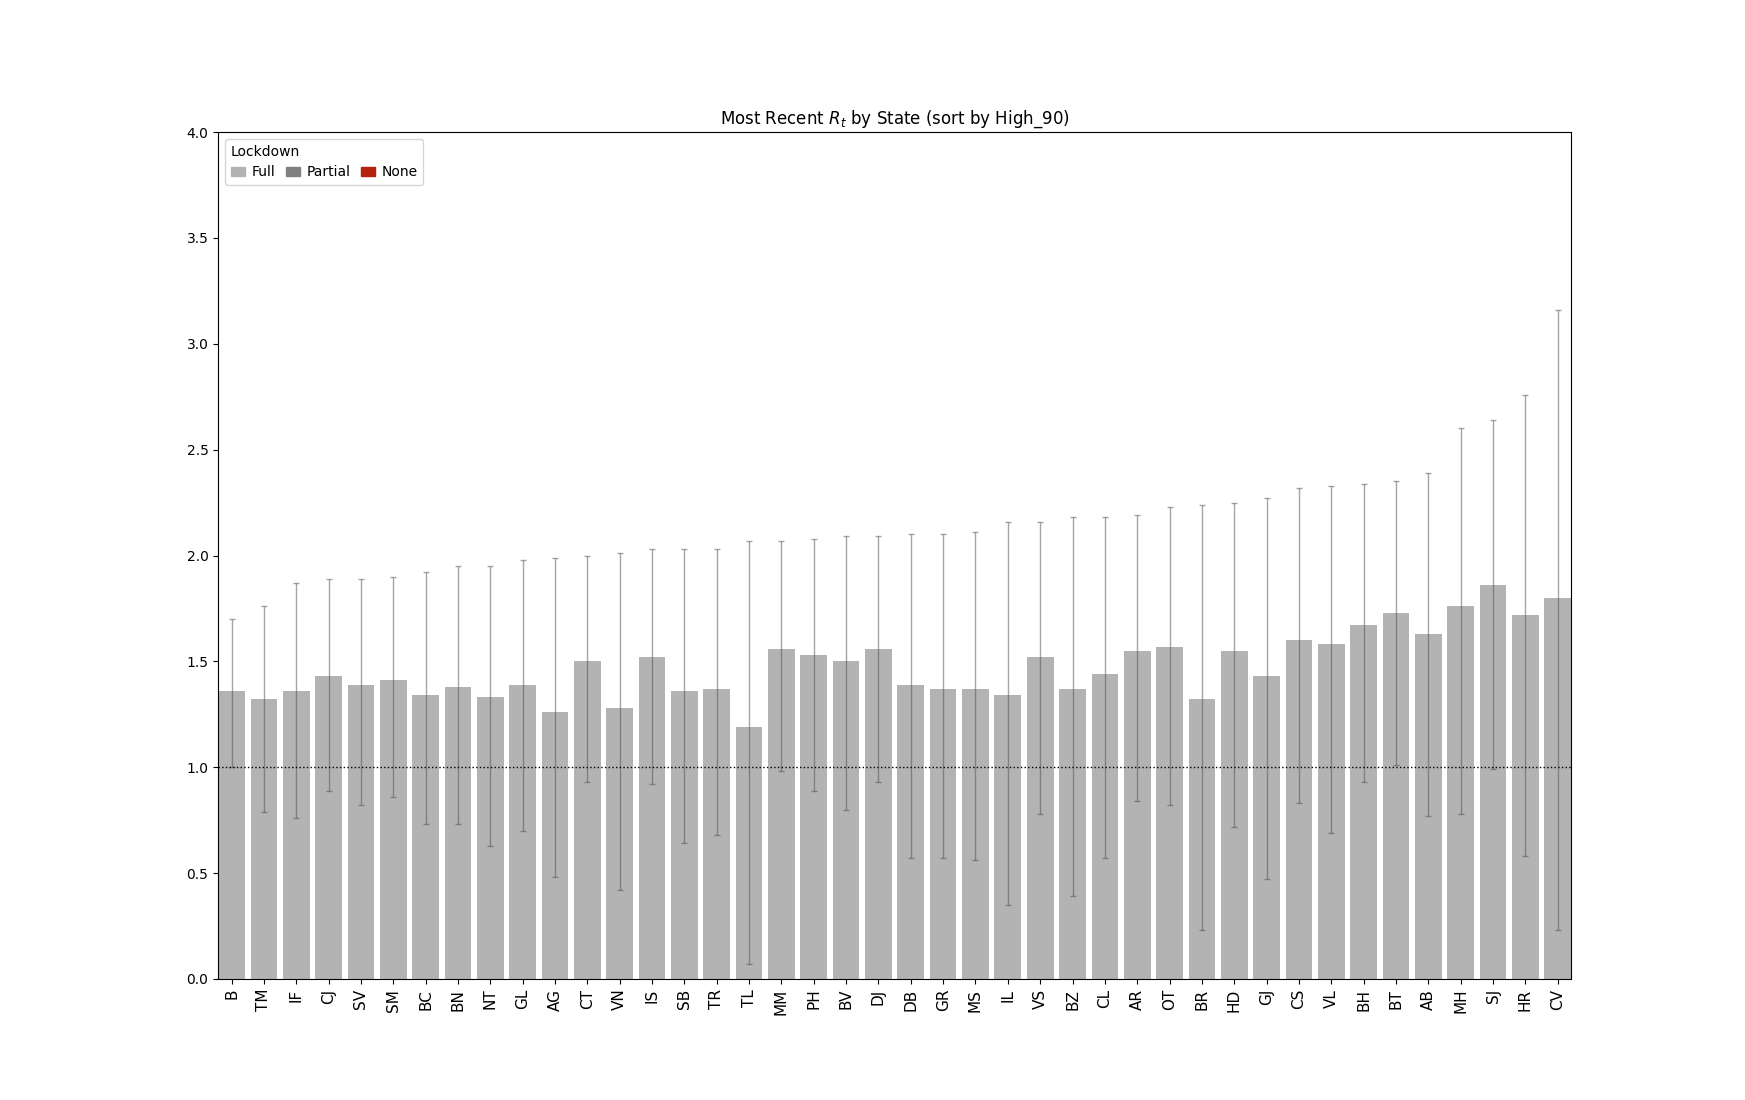 Most Recent R_t by State (sort by High_90)
Lockdown
Full Partial None
4.0
3.5
3.0
2.5
2.0
1.5
1.0
0.5
0.0
B TM IF CJ SV SM BC BN NT GL AG CT VN IS SB TR TL MM PH BV DJ DB GR MS IL VS BZ CL AR OT BR HD GJ CS VL BH BT AB MH SJ HR CV